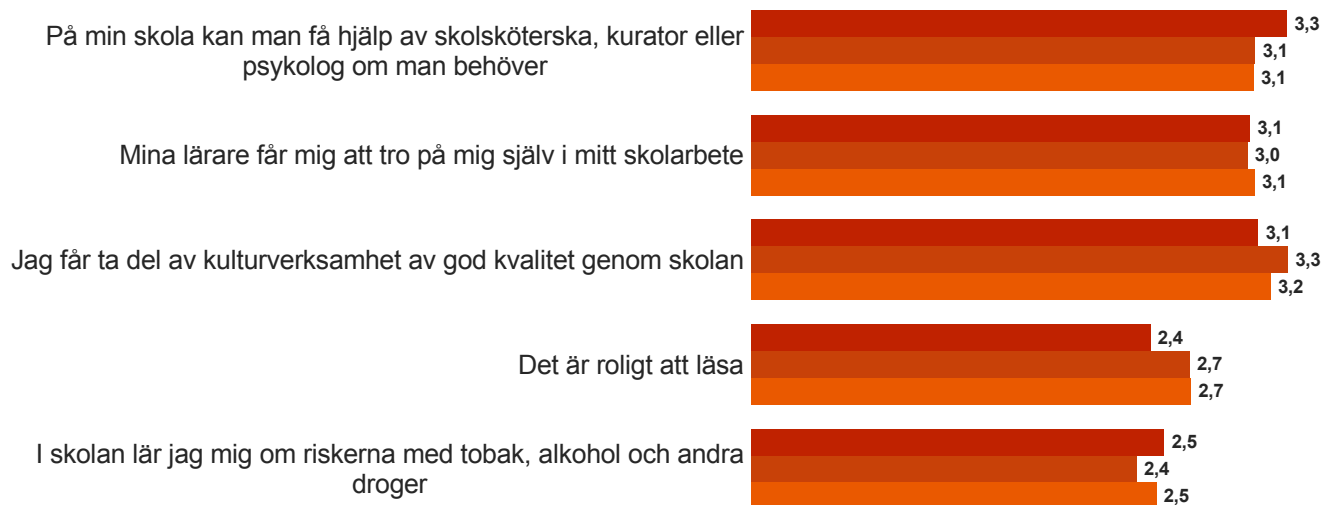 På min skola kan man få hjälp av skolsköterska, kurator eller
psykolog om man behöver
3,3
3,1
3,1
Mina lärare får mig att tro på mig själv i mitt skolarbete
3,1
3,0
3,1
Jag får ta del av kulturverksamhet av god kvalitet genom skolan
3,1
3,3
3,2
Det är roligt att läsa
2,4
2,7
2,7
I skolan lär jag mig om riskerna med tobak, alkohol och andra
droger
2,5
2,4
2,5